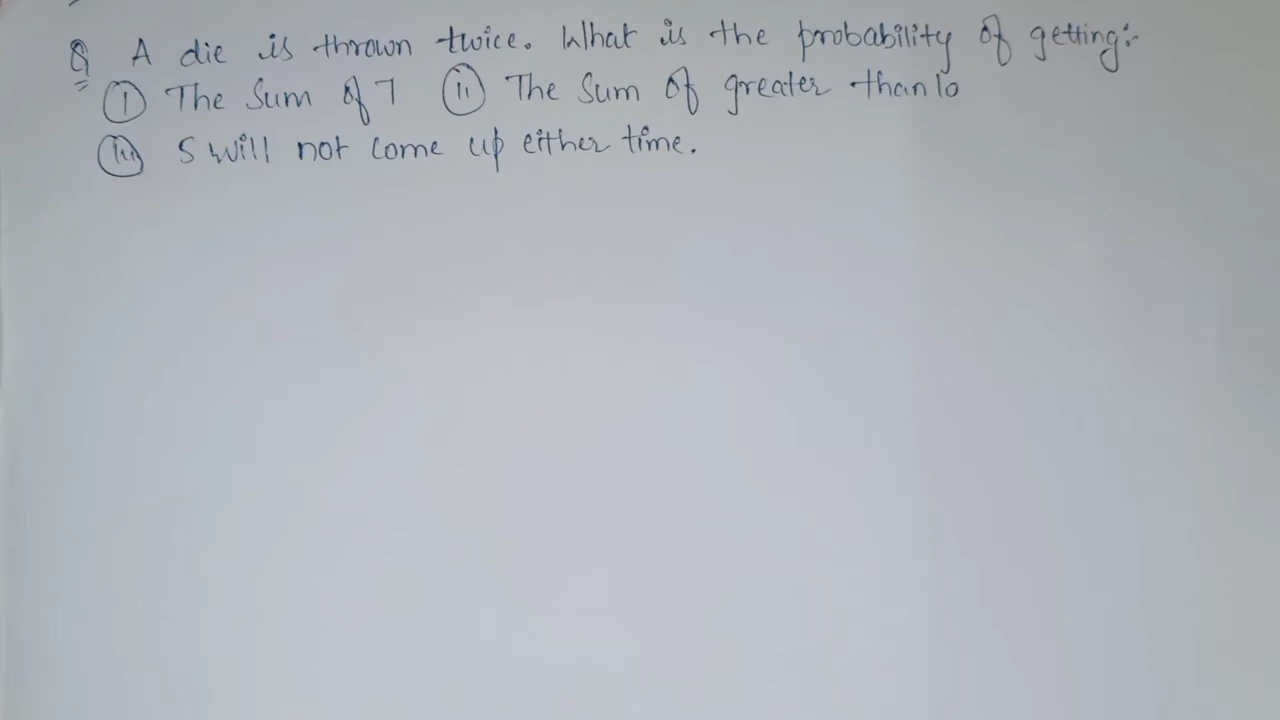 Q A die is thrown twice. What is the probability of getting:-
(i) The Sum of 7 (ii) The Sum of greater than 10
(iii) 5 will not come up either time.